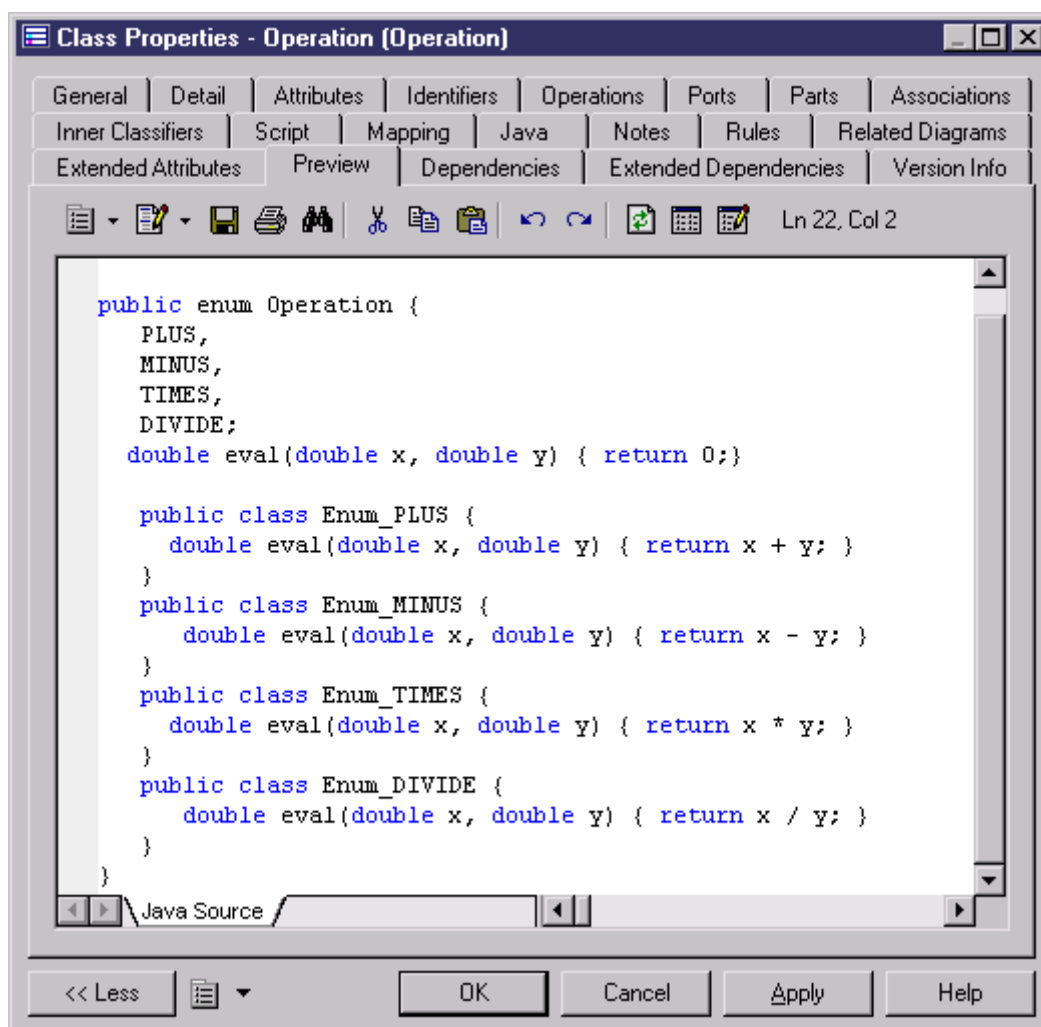 Class Properties - Operation (Operation)
General Detail Attributes Identifiers Operations Ports Parts Associations
Inner Classifiers Script Mapping Java Notes Rules Related Diagrams
Extended Attributes Preview Dependencies Extended Dependencies Version Info
Ln 22, Col 2
public enum Operation {
PLUS,
MINUS,
TIMES,
DIVIDE;
double eval(double x, double y) { return 0;}
public class Enum_PLUS {
double eval(double x, double y) { return x + y; }
}
public class Enum_MINUS {
double eval(double x, double y) { return x - y; }
}
public class Enum_TIMES {
double eval(double x, double y) { return x * y; }
}
public class Enum_DIVIDE {
double eval(double x, double y) { return x / y; }
}
}
Java Source
<< Less OK Cancel Apply Help